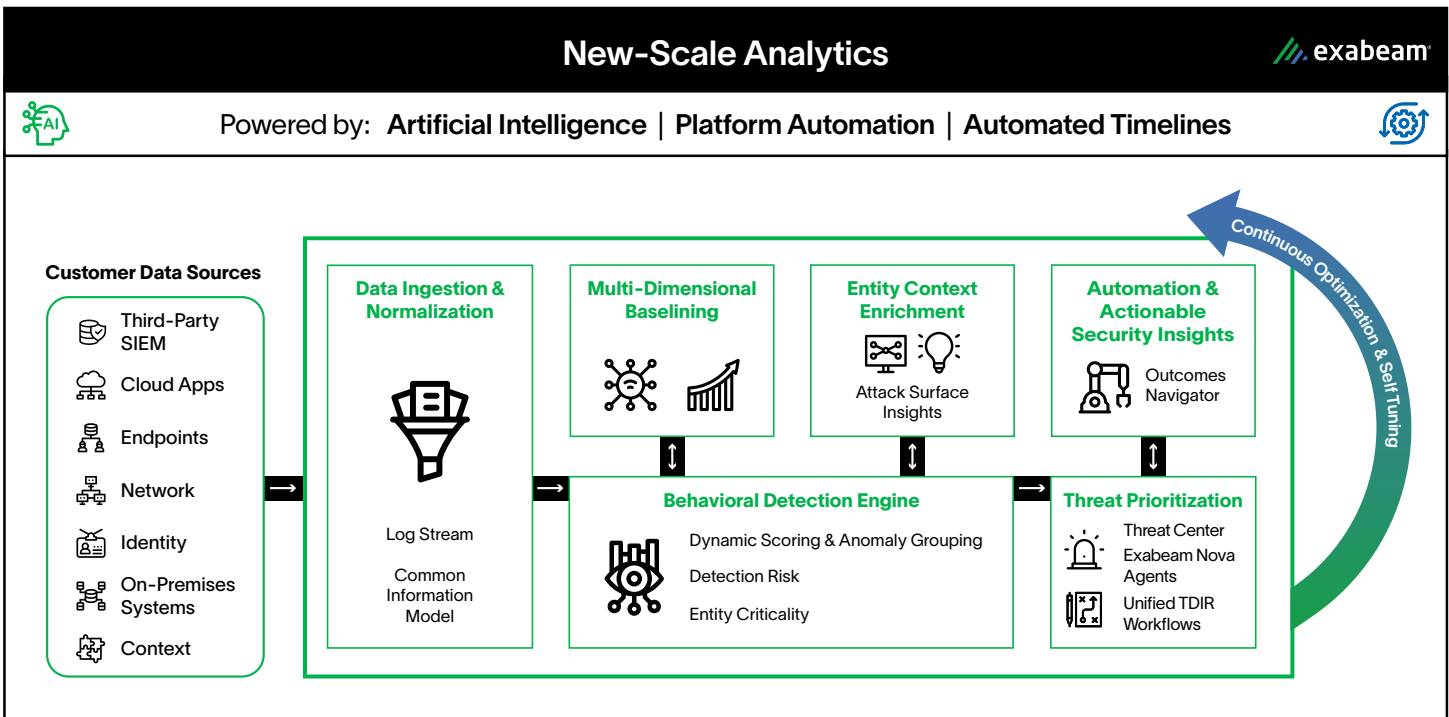 New-Scale Analytics
exabeam
AI
Powered by: Artificial Intelligence | Platform Automation | Automated Timelines
Customer Data Sources
Third-Party
SIEM
Cloud Apps
Endpoints
Network
Identity
On-Premises
Systems
Context
Data Ingestion &
Normalization
Log Stream
Common
Information
Model
Multi-Dimensional
Baselining
Entity Context
Enrichment
Attack Surface
Insights
Automation &
Actionable
Security Insights
Outcomes
Navigator
Behavioral Detection Engine
Dynamic Scoring & Anomaly Grouping
Detection Risk
Entity Criticality
Threat Prioritization
Threat Center
Exabeam Nova
Agents
Unified TDIR
Workflows
Continuous Optimization & Self Tuning